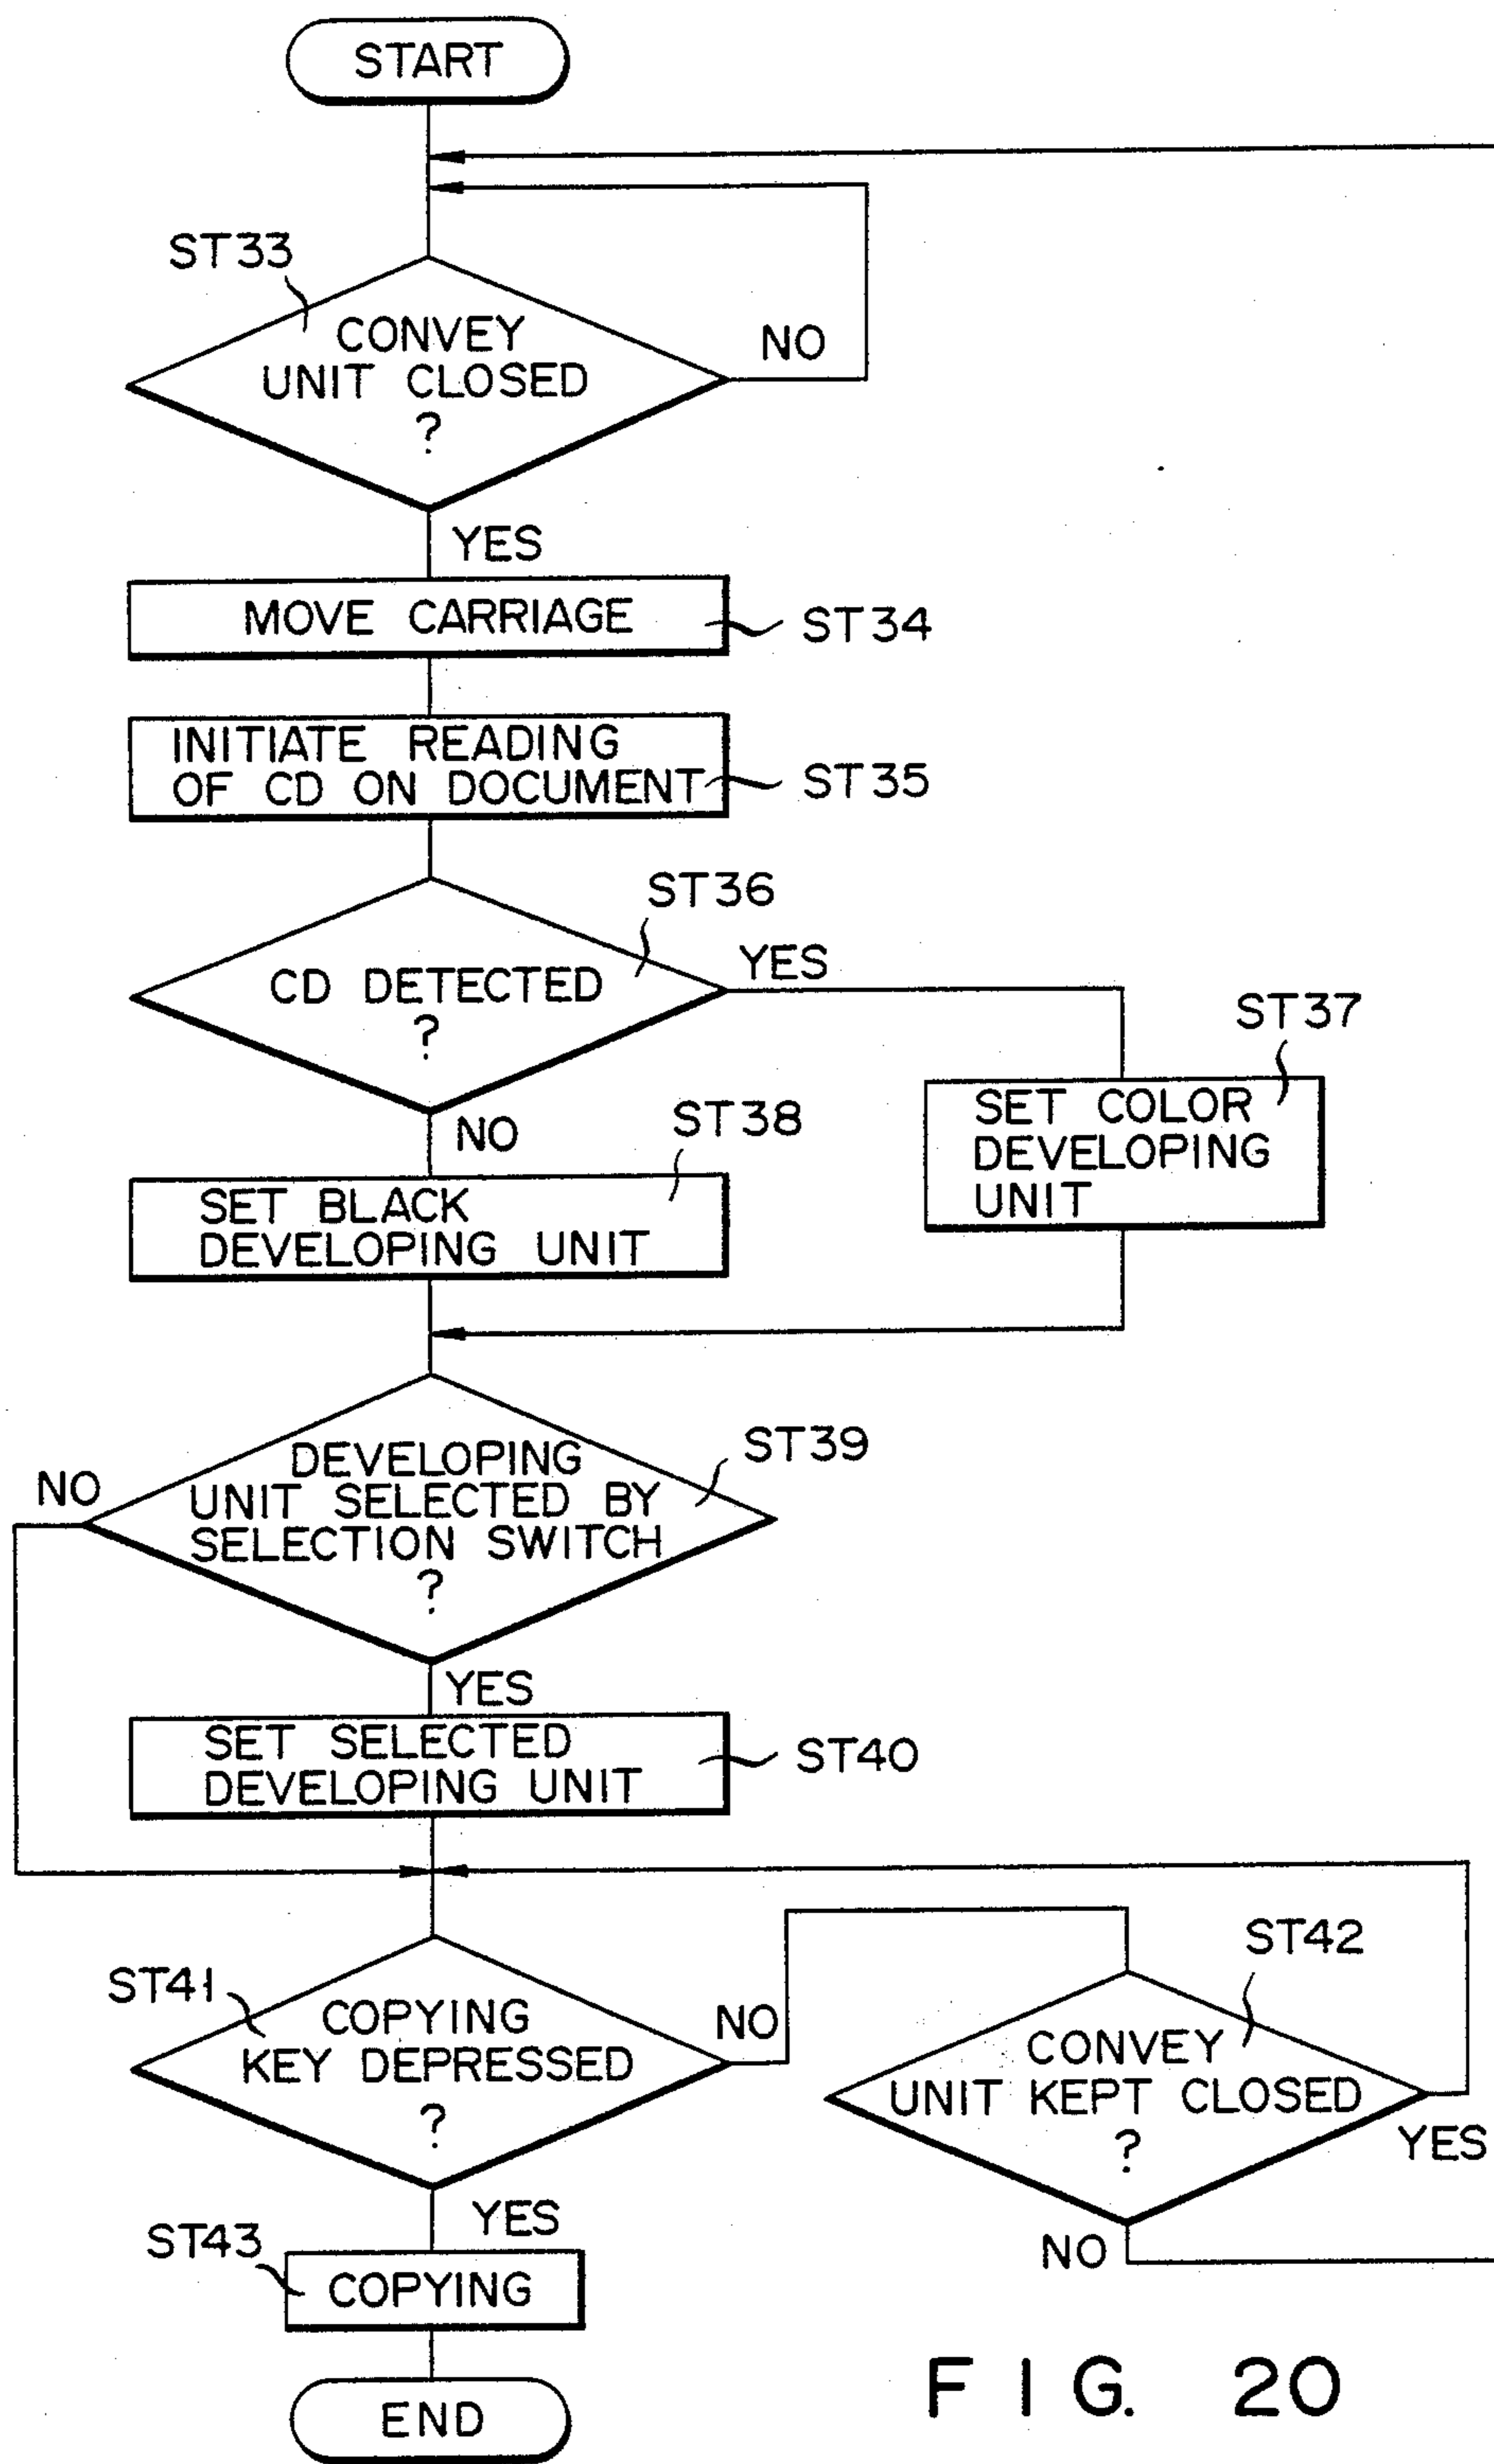 START
ST33
CONVEY
UNIT CLOSED
?
NO
YES
MOVE CARRIAGE
ST34
INITIATE READING
OF CD ON DOCUMENT
ST35
ST36
CD DETECTED
?
YES
NO
ST37
SET COLOR
DEVELOPING
UNIT
ST38
SET BLACK
DEVELOPING UNIT
ST39
DEVELOPING
UNIT SELECTED BY
SELECTION SWITCH
?
NO
YES
SET SELECTED
DEVELOPING UNIT
ST40
ST41
COPYING
KEY DEPRESSED
?
NO
ST42
CONVEY
UNIT KEPT CLOSED
?
YES
NO
YES
ST43
COPYING
END
FIG. 20